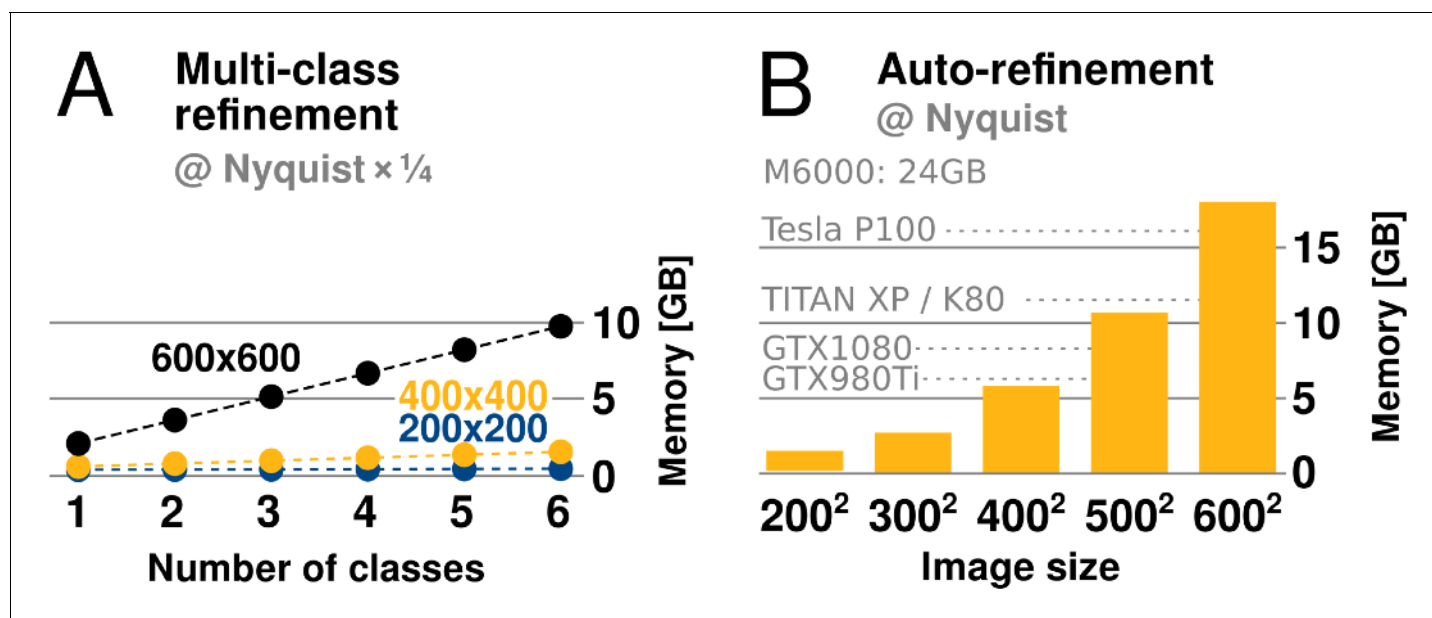 A
Multi-class
refinement
@ Nyquist × ¼
600x600
400x400
200x200
10
5
0
Memory [GB]
1 2 3 4 5 6
Number of classes
B
Auto-refinement
@ Nyquist
M6000: 24GB
Tesla P100
TITAN XP / K80
GTX1080
GTX980Ti
15
10
5
0
Memory [GB]
200² 300² 400² 500² 600²
Image size